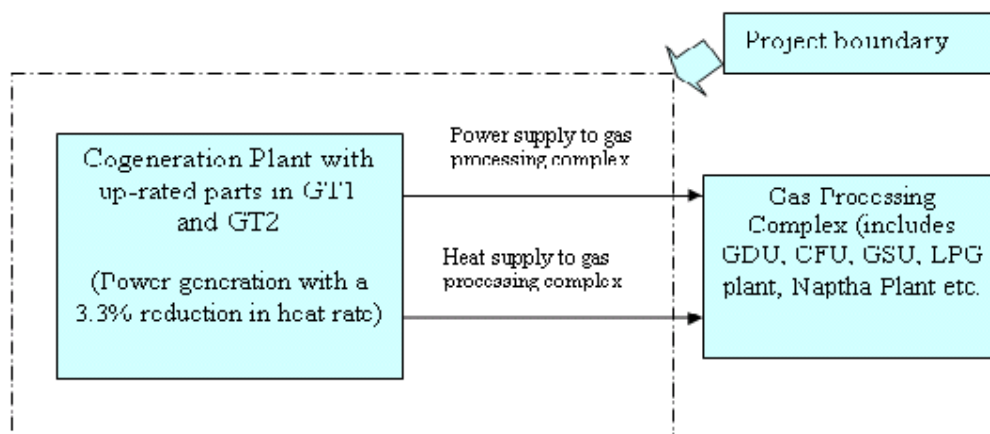 Project boundary
Power supply to gas
processing complex
Cogeneration Plant with
up-rated parts in GT1
and GT2
(Power generation with a
3.3% reduction in heat rate)
Heat supply to gas
processing complex
Gas Processing
Complex (includes
GDU, CFU, GSU, LPG
plant, Naptha Plant etc.